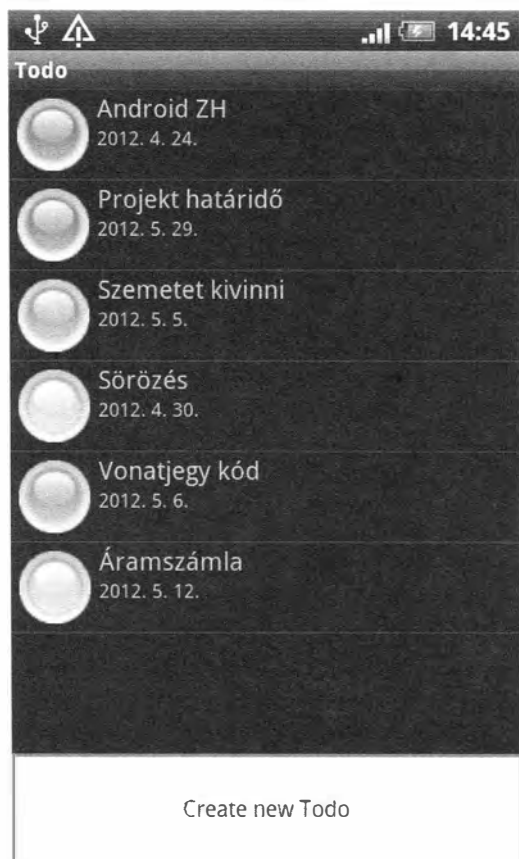 14:45
Todo
Android ZH
2012. 4. 24.
Projekt határidő
2012. 5. 29.
Szemetet kivinni
2012. 5. 5.
Sörözés
2012. 4. 30.
Vonatjegy kód
2012. 5. 6.
Áramszámla
2012. 5. 12.
Create new Todo